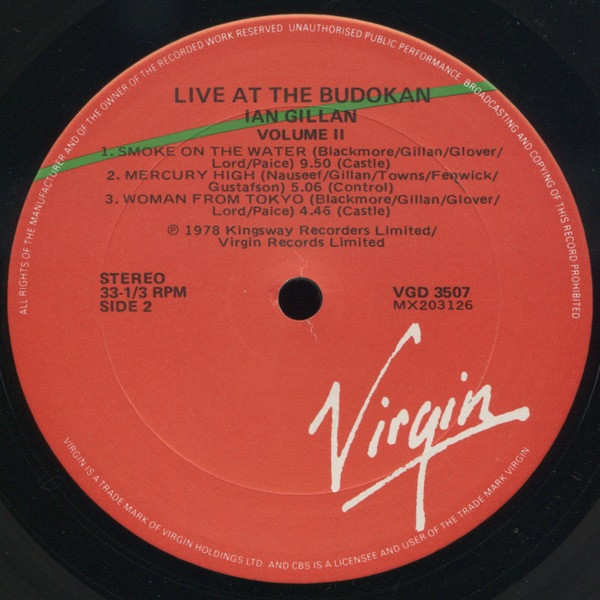 ALL RIGHTS OF THE MANUFACTURER AND OF THE OWNER OF THE RECORDED WORK RESERVED. UNAUTHORISED PUBLIC PERFORMANCE, BROADCASTING AND COPYING OF THIS RECORD PROHIBITED
LIVE AT THE BUDOKAN
IAN GILLAN
VOLUME II
1. SMOKE ON THE WATER (Blackmore/Gillan/Glover/
Lord/Paice) 9.50 (Castle)
2. MERCURY HIGH (Nauseef/Gillan/Towns/Fenwick/
Gustafson) 5.06 (Control)
3. WOMAN FROM TOKYO (Blackmore/Gillan/Glover/
Lord/Paice) 4.46 (Castle)
℗ 1978 Kingsway Recorders Limited/
Virgin Records Limited
STEREO
33-1/3 RPM
SIDE 2
VGD 3507
MX203126
Virgin
VIRGIN IS A TRADE MARK OF VIRGIN HOLDINGS LTD. AND CBS IS A LICENSEE AND USER OF THE TRADE MARK VIRGIN